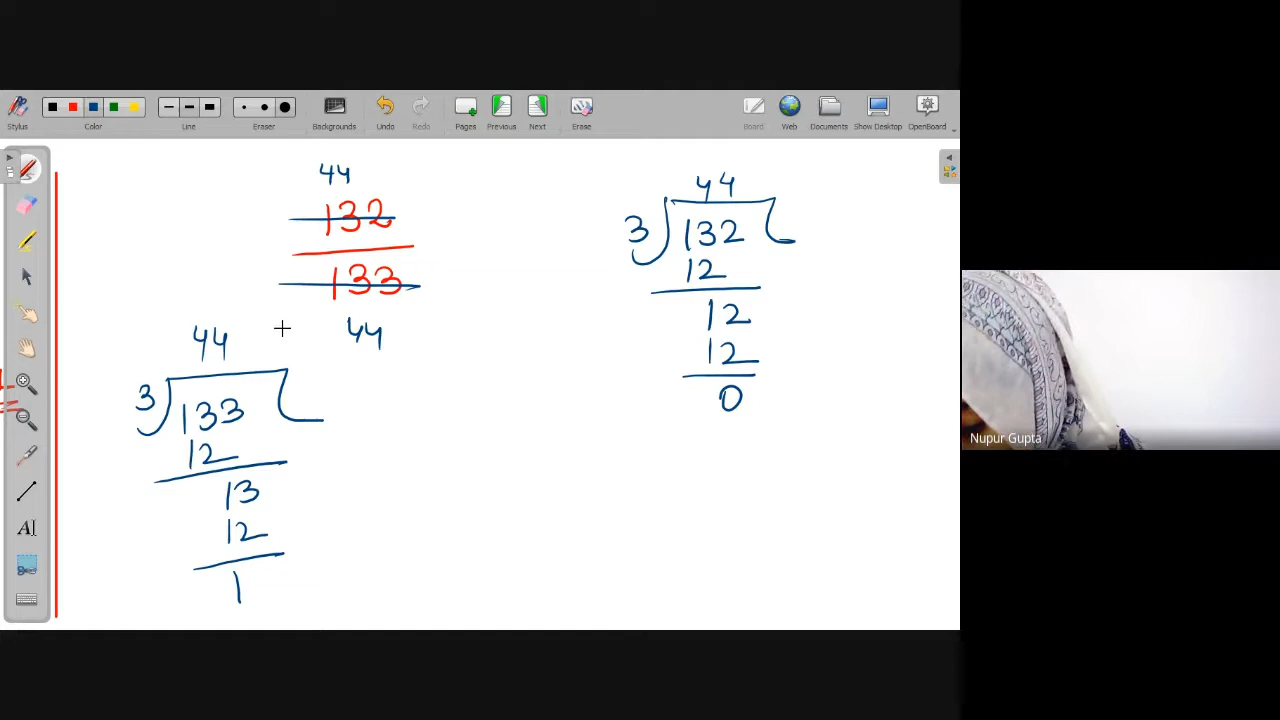 Stylus
Color
Line
Eraser
Backgrounds
Undo
Redo
Pages
Previous
Next
Erase
Board
Web
Documents
Show Desktop
OpenBoard
44
132
133
44
44
3 133
12
13
12
1
44
3 132
12
12
12
0
A
Nupur Gupta